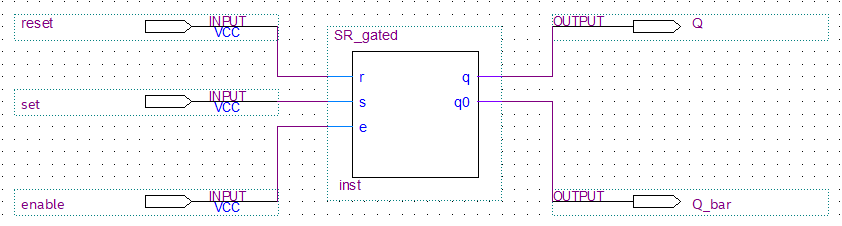 reset
INPUT
VCC
SR_gated
OUTPUT
Q
r
q
set
INPUT
VCC
s
q0
e
inst
enable
INPUT
VCC
OUTPUT
Q_bar